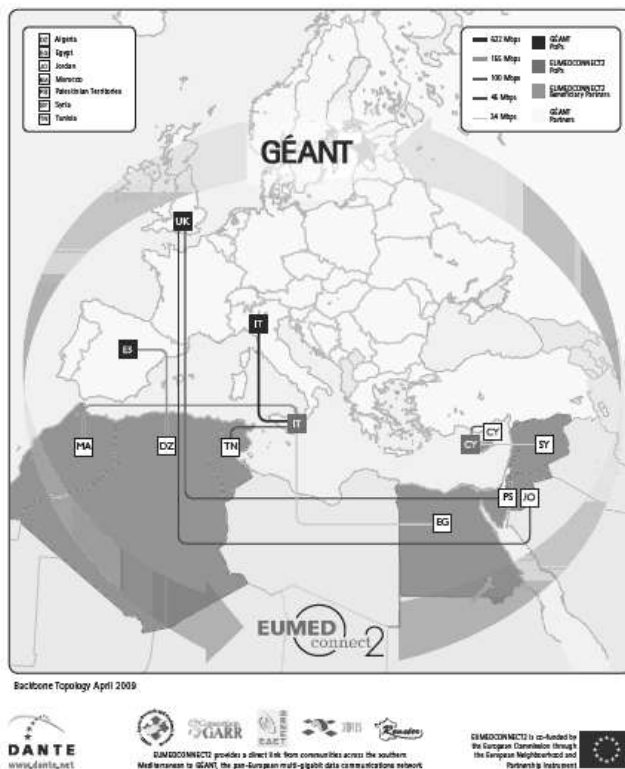 DZ Algeria
EG Egypt
JO Jordan
MA Morocco
PS Palestinian Territories
SY Syria
TN Tunisia
622 Mbps
155 Mbps
100 Mbps
45 Mbps
34 Mbps
GÉANT
PoPs
EUMEDCONNECT2
PoPs
EUMEDCONNECT2
Beneficiary Partners
GÉANT
Partners
GÉANT
UK
IT
ES
IT
MA
DZ
TN
CY
CY
SY
PS
JO
EG
EUMED
connect2
Backbone Topology April 2009
DANTE
www.dante.net
GARR
Renater
EUMEDCONNECT2 provides a direct link from communities across the southern
Mediterranean to GÉANT, the pan-European multi-gigabit data communications network
EUMEDCONNECT2 is co-funded by
the European Commission through
the European Neighbourhood and
Partnership Instrument